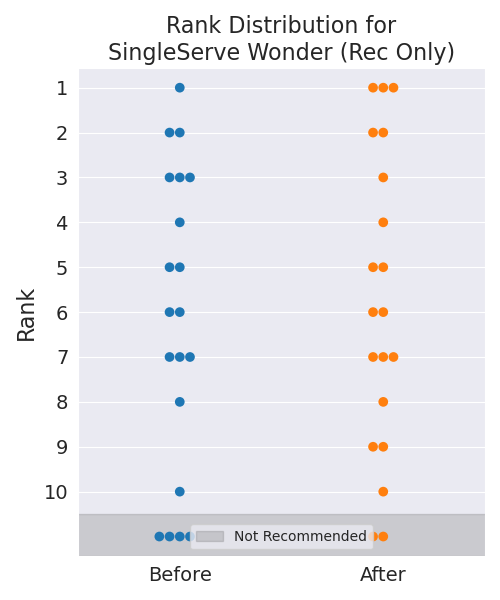 Rank Distribution for
SingleServe Wonder (Rec Only)
1
2
3
4
5
6
7
8
9
10
Rank
Not Recommended
Before
After